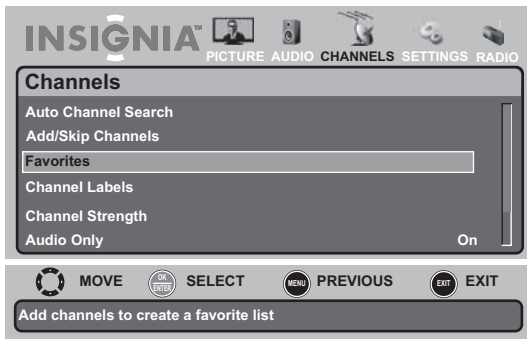 INSIGNIA™
PICTURE AUDIO CHANNELS SETTINGS RADIO
Channels
Auto Channel Search
Add/Skip Channels
Favorites
Channel Labels
Channel Strength
Audio Only On
MOVE OK ENTER SELECT MENU PREVIOUS EXIT EXIT
Add channels to create a favorite list